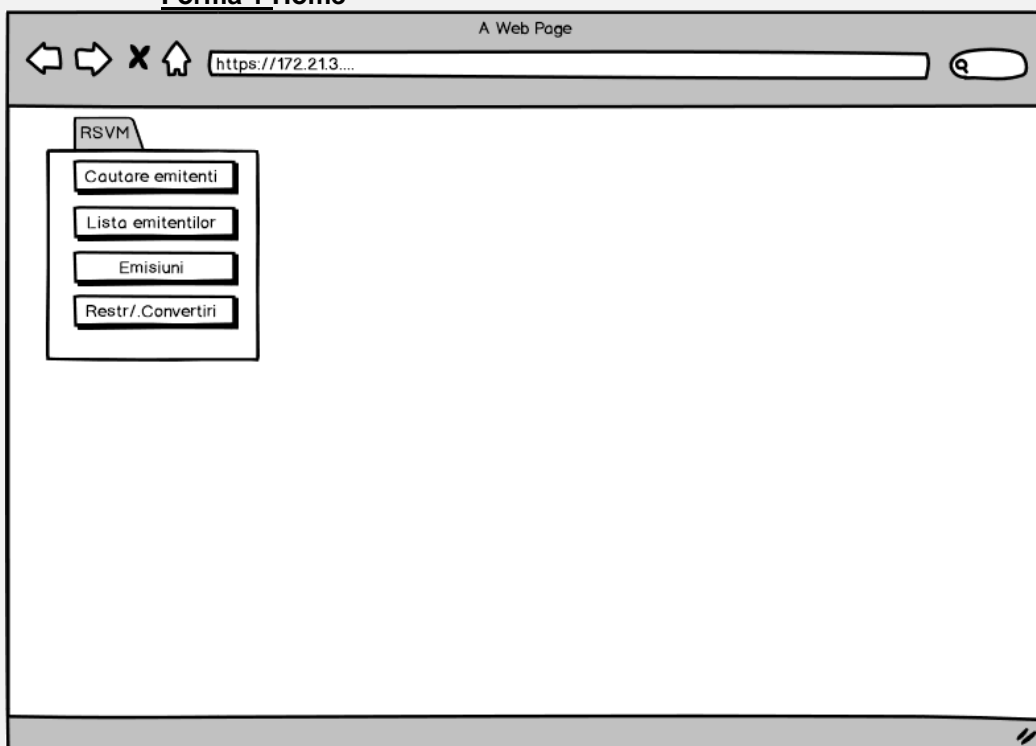 Forma 1 Home
A Web Page
https://172.21.3....
RSVM
Cautare emitenti
Lista emitentilor
Emisiuni
Restr/.Convertiri